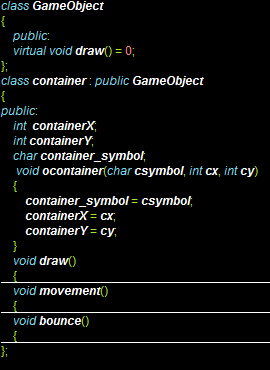 class GameObject
{
public:
virtual void draw() = 0;
};
class container : public GameObject
{
public:
int containerX;
int containerY;
char container_symbol;
void ocontainer(char csymbol, int cx, int cy)
{
container_symbol = csymbol;
containerX = cx;
containerY = cy;
}
void draw()
{
void movement()
{
void bounce()
{
};